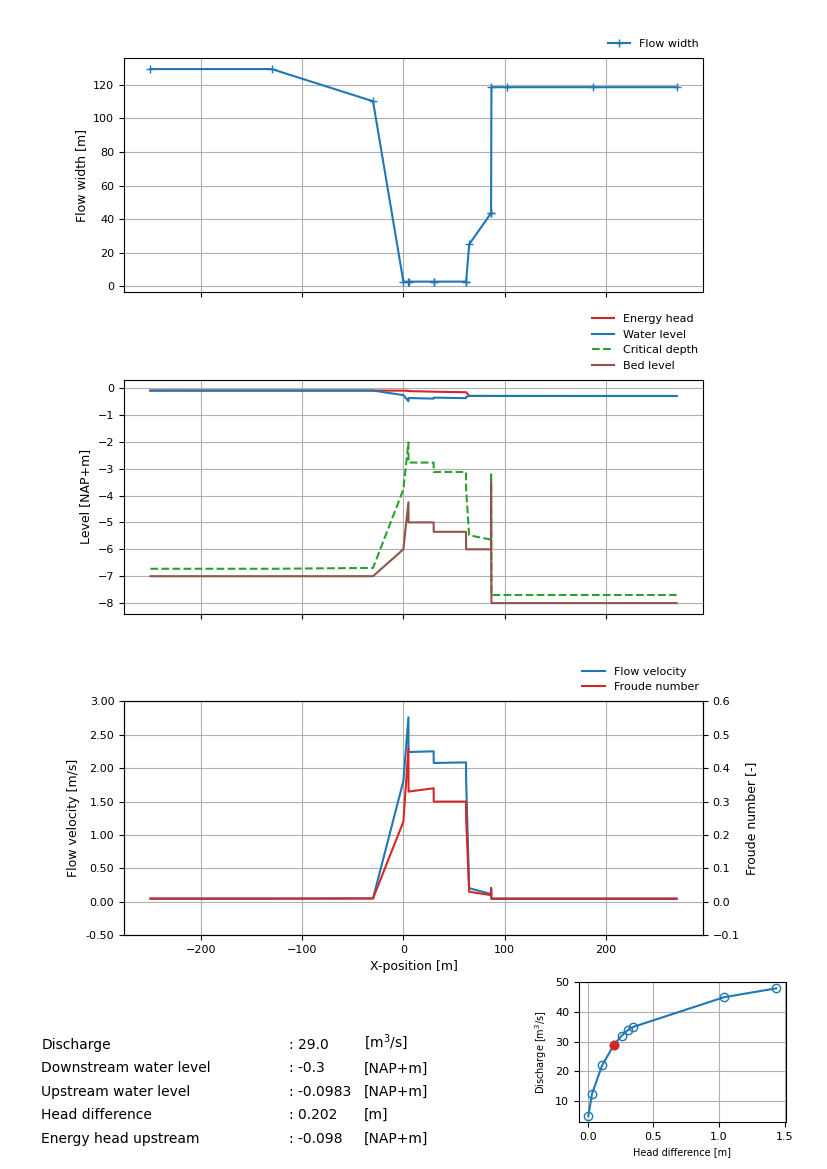 Flow width
120
100
80
60
40
20
0
Flow width [m]
Energy head
Water level
Critical depth
Bed level
0
−1
−2
−3
−4
−5
−6
−7
−8
Level [NAP+m]
Flow velocity
Froude number
3.00
2.50
2.00
1.50
1.00
0.50
0.00
-0.50
Flow velocity [m/s]
0.6
0.5
0.4
0.3
0.2
0.1
0.0
−0.1
Froude number [-]
−200 −100 0 100 200
X-position [m]
Discharge : 29.0 [m³/s]
Downstream water level : -0.3 [NAP+m]
Upstream water level : -0.0983 [NAP+m]
Head difference : 0.202 [m]
Energy head upstream : -0.098 [NAP+m]
50
40
30
20
10
Discharge [m³/s]
0.0 0.5 1.0 1.5
Head difference [m]